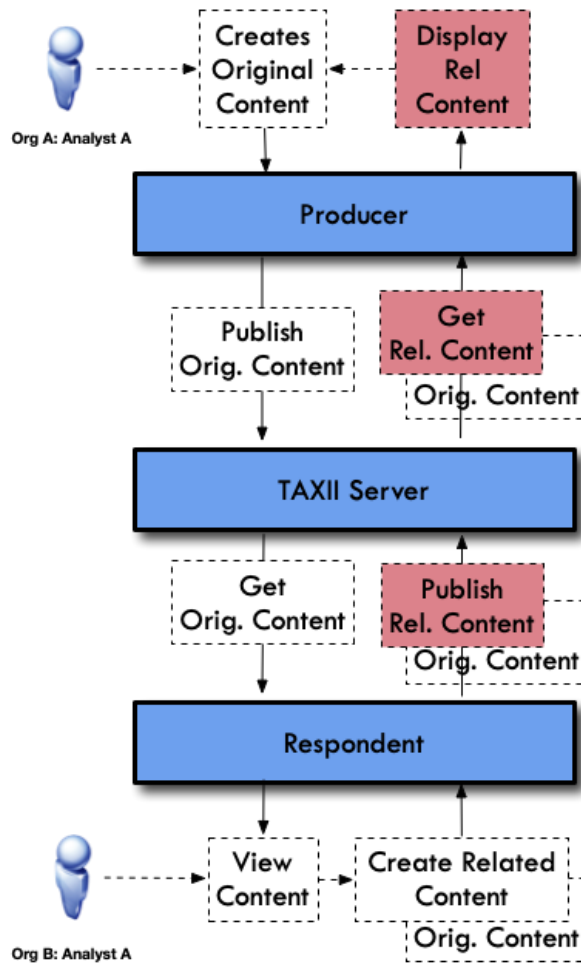 Creates
Original
Content
Display
Rel
Content
Org A: Analyst A
Producer
Publish
Orig. Content
Get
Rel. Content
Orig. Content
TAXII Server
Get
Orig. Content
Publish
Rel. Content
Orig. Content
Respondent
View
Content
Create Related
Content
Orig. Content
Org B: Analyst A